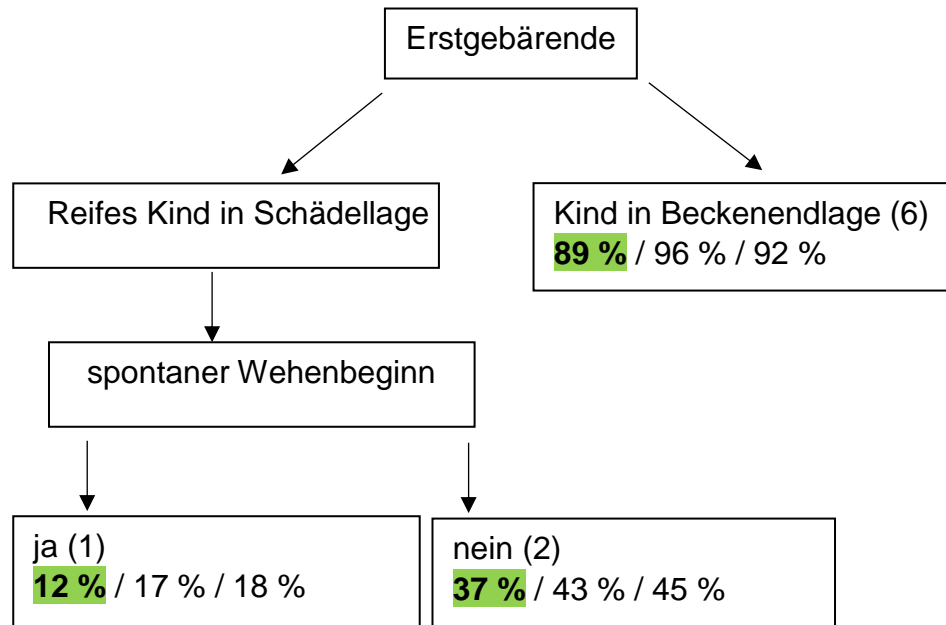 Erstgebärende
Reifes Kind in Schädellage
Kind in Beckenendlage (6)
89 % / 96 % / 92 %
spontaner Wehenbeginn
ja (1)
12 % / 17 % / 18 %
nein (2)
37 % / 43 % / 45 %